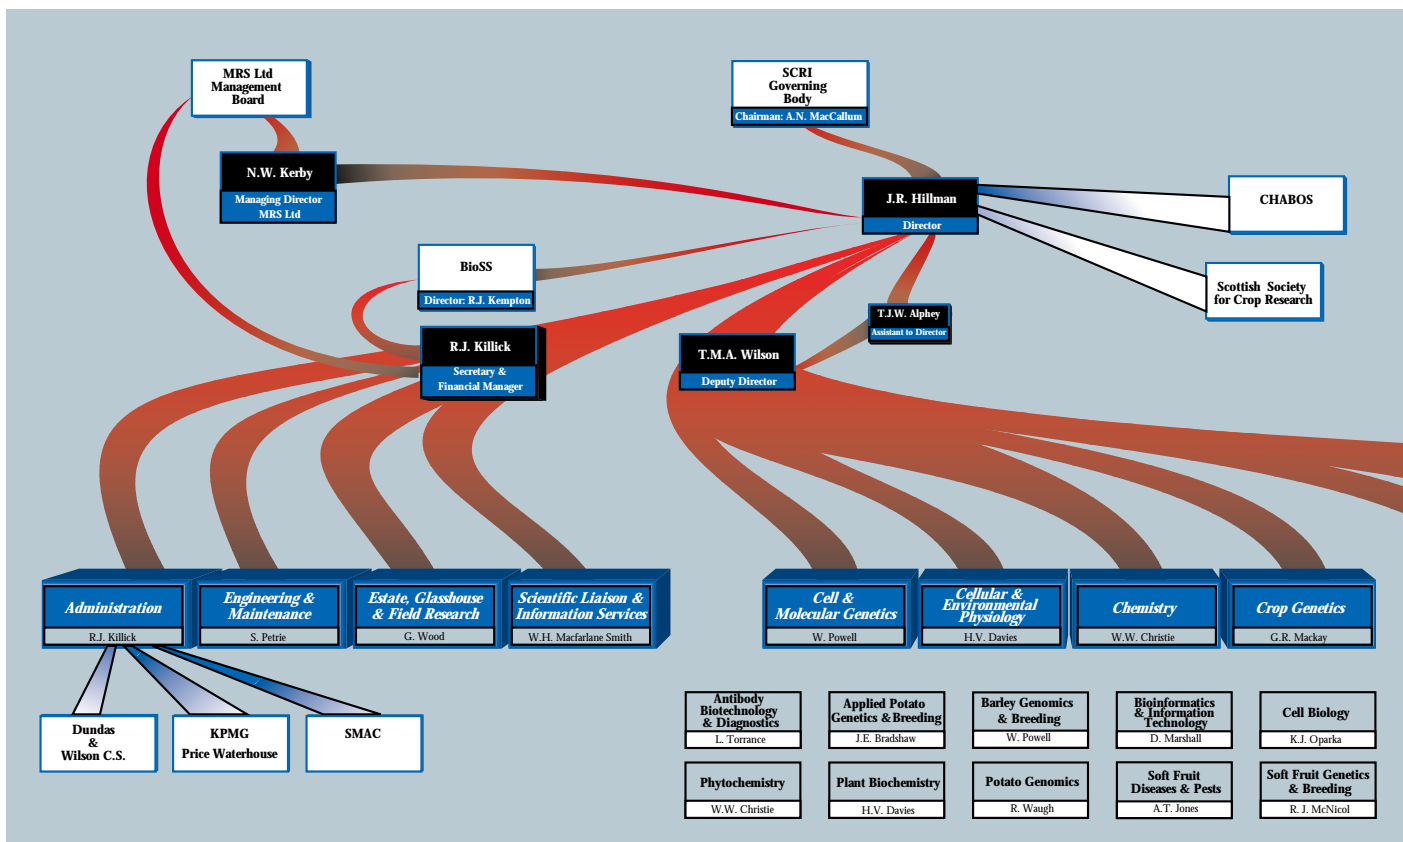 MRS Ltd
Management
Board
SCRI
Governing
Body
Chairman: A.N. MacCallum
N.W. Kerby
Managing Director
MRS Ltd
J.R. Hillman
Director
CHABOS
BioSS
Director: R.J. Kempton
Scottish Society
for Crop Research
T.J.W. Alphey
Assistant to Director
R.J. Killick
Secretary &
Financial Manager
T.M.A. Wilson
Deputy Director
Administration
R.J. Killick
Engineering &
Maintenance
S. Petrie
Estate, Glasshouse
& Field Research
G. Wood
Scientific Liaison &
Information Services
W.H. Macfarlane Smith
Cell &
Molecular Genetics
W. Powell
Cellular &
Environmental
Physiology
H.V. Davies
Chemistry
W.W. Christie
Crop Genetics
G.R. Mackay
Dundas
&
Wilson C.S.
KPMG
Price Waterhouse
SMAC
Antibody
Biotechnology
& Diagnostics
L. Torrance
Applied Potato
Genetics & Breeding
J.E. Bradshaw
Barley Genomics
& Breeding
W. Powell
Bioinformatics
& Information
Technology
D. Marshall
Cell Biology
K.J. Oparka
Phytochemistry
W.W. Christie
Plant Biochemistry
H.V. Davies
Potato Genomics
R. Waugh
Soft Fruit
Diseases & Pests
A.T. Jones
Soft Fruit Genetics
& Breeding
R. J. McNicol